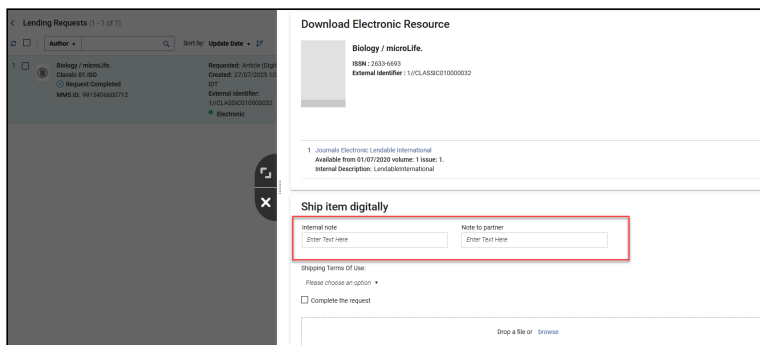 Lending Requests (1 - 1 of 1)
Author
Sort by: Update Date
1
Biology / microLife.
Classic 01 ISO
Request Completed
MMS ID: 9915406600712
Requested: Article (Digit
Created: 27/07/2025 10:
IDT
External Identifier:
1//CLASSIC010000032
Electronic
Download Electronic Resource
Biology / microLife.
ISSN : 2633-6693
External Identifier : 1//CLASSIC010000032
1 Journals Electronic Lendable International
Available from 01/07/2020 volume: 1 issue: 1.
Internal Description: LendableInternational
Ship item digitally
Internal note
Enter Text Here
Note to partner
Enter Text Here
Shipping Terms Of Use:
Please choose an option
Complete the request
Drop a file or browse